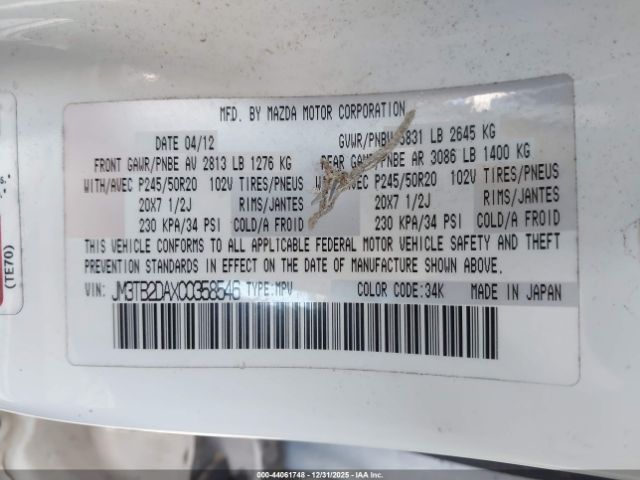 MFD. BY MAZDA MOTOR CORPORATION
DATE 04/12 GVWR/PNBV 5831 LB 2645 KG
FRONT GAWR/PNBE AV 2813 LB 1276 KG REAR GAWR/PNBE AR 3086 LB 1400 KG
WITH/AVEC P245/50R20 102V TIRES/PNEUS P245/50R20 102V TIRES/PNEUS
20X7 1/2J RIMS/JANTES 20X7 1/2J RIMS/JANTES
230 KPA/34 PSI COLD/A FROID 230 KPA/34 PSI COLD/A FROID
THIS VEHICLE CONFORMS TO ALL APPLICABLE FEDERAL MOTOR VEHICLE SAFETY AND THEFT
PREVENTION STANDARDS IN EFFECT ON THE DATE OF MANUFACTURE SHOWN ABOVE.
VIN: JM3TB2DAXC0358546 TYPE:MPV COLOR CODE:34K MADE IN JAPAN
(TE70)
000-44061748 - 12/31/2025 - IAA Inc.